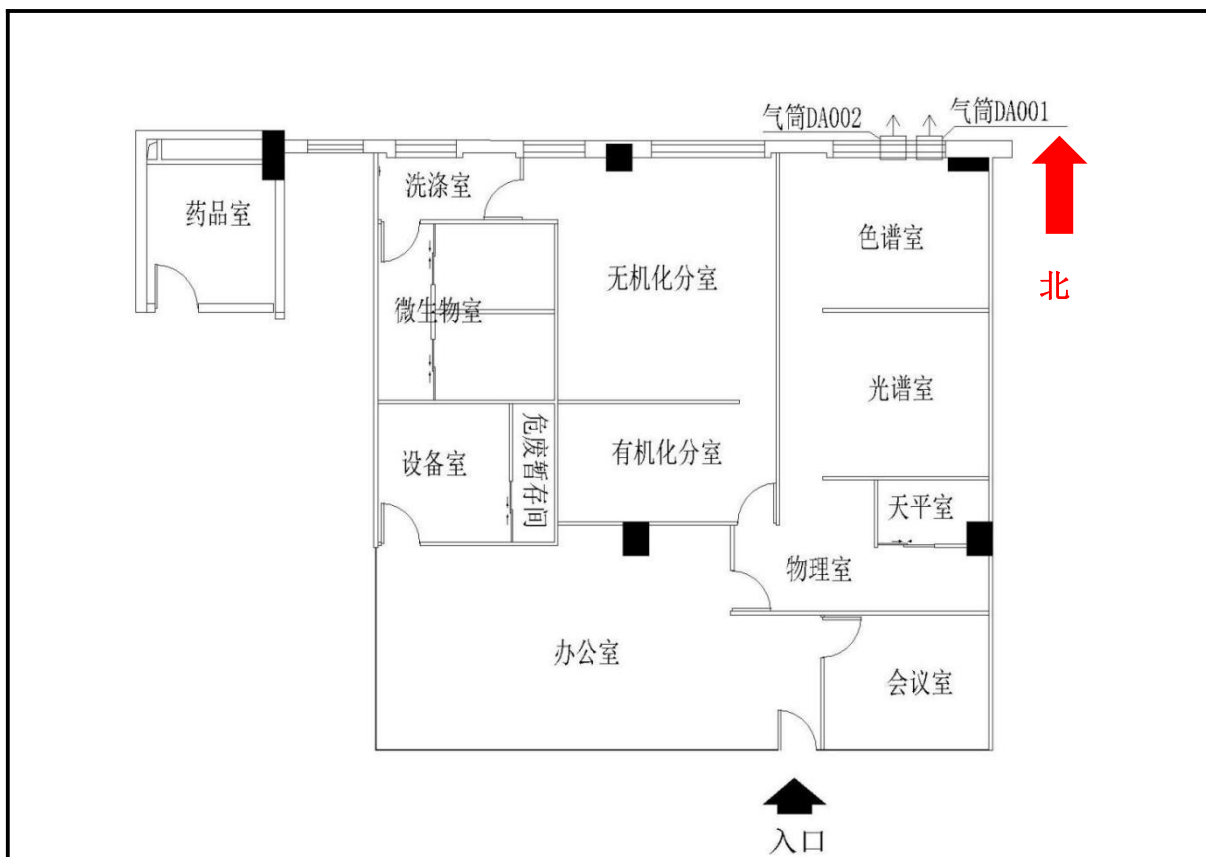 气筒DA002
气筒DA001
洗涤室
药品室
色谱室
无机化分室
北
微生物室
光谱室
危废暂存间
有机化分室
设备室
天平室
物理室
办公室
会议室
入口